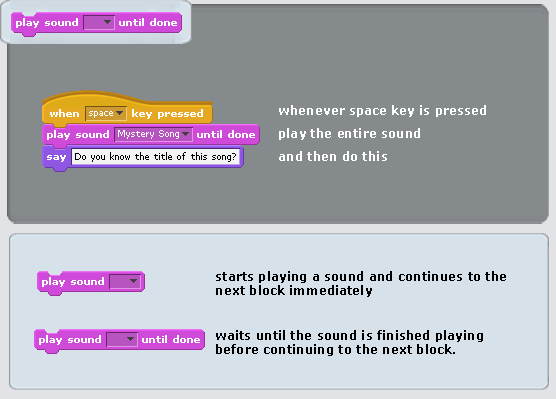 play sound until done
when space key pressed
whenever space key is pressed
play sound Mystery Song until done
play the entire sound
say Do you know the title of this song?
and then do this
play sound
starts playing a sound and continues to the
next block immediately
play sound until done
waits until the sound is finished playing
before continuing to the next block.